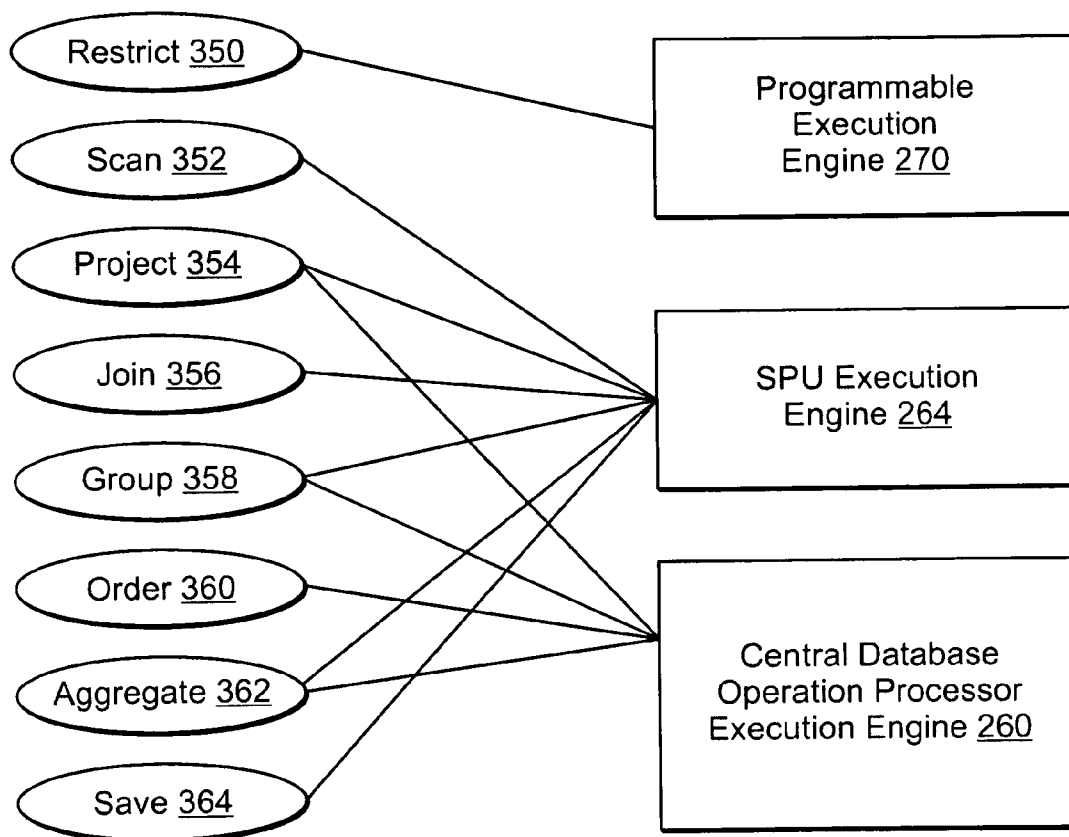 Restrict 350
Scan 352
Project 354
Join 356
Group 358
Order 360
Aggregate 362
Save 364
Programmable
Execution
Engine 270
SPU Execution
Engine 264
Central Database
Operation Processor
Execution Engine 260